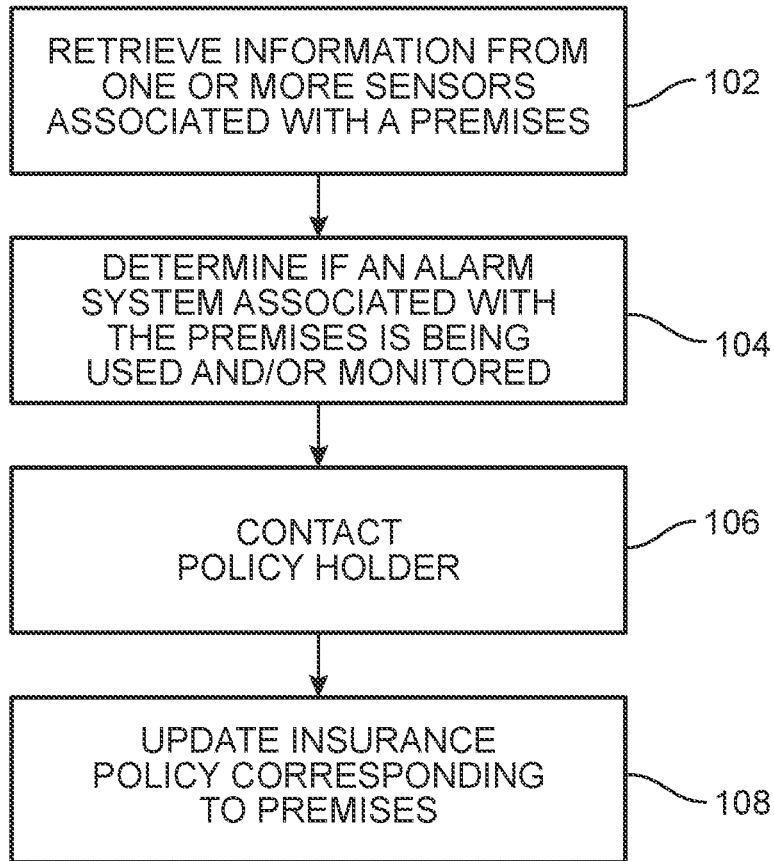 RETRIEVE INFORMATION FROM
ONE OR MORE SENSORS
ASSOCIATED WITH A PREMISES
102
DETERMINE IF AN ALARM
SYSTEM ASSOCIATED WITH
THE PREMISES IS BEING
USED AND/OR MONITORED
104
CONTACT
POLICY HOLDER
106
UPDATE INSURANCE
POLICY CORRESPONDING
TO PREMISES
108